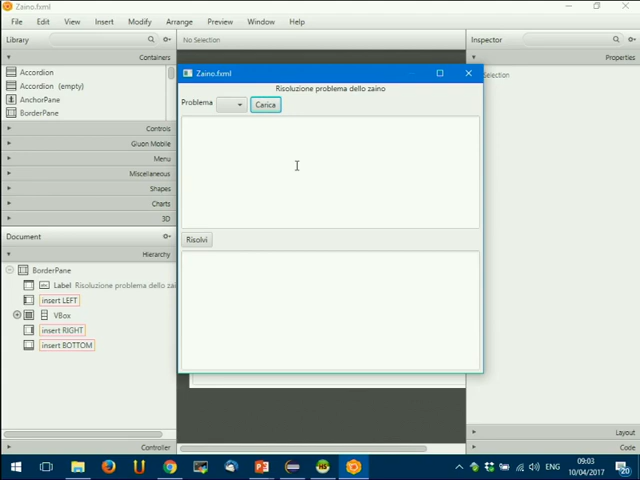 Zaino.fxml
File Edit View Insert Modify Arrange Preview Window Help
Library
No Selection
Inspector
Containers
Properties
Accordion
Accordion (empty)
AnchorPane
BorderPane
Selection
Controls
Gluon Mobile
Menu
Miscellaneous
Shapes
Charts
3D
Zaino.fxml
Risoluzione problema dello zaino
Problema Carica
Risolvi
Document
Hierarchy
BorderPane
Label Risoluzione problema dello zai
insert LEFT
VBox
insert RIGHT
insert BOTTOM
Controller
Layout
Code
ENG
09:03
10/04/2017
20